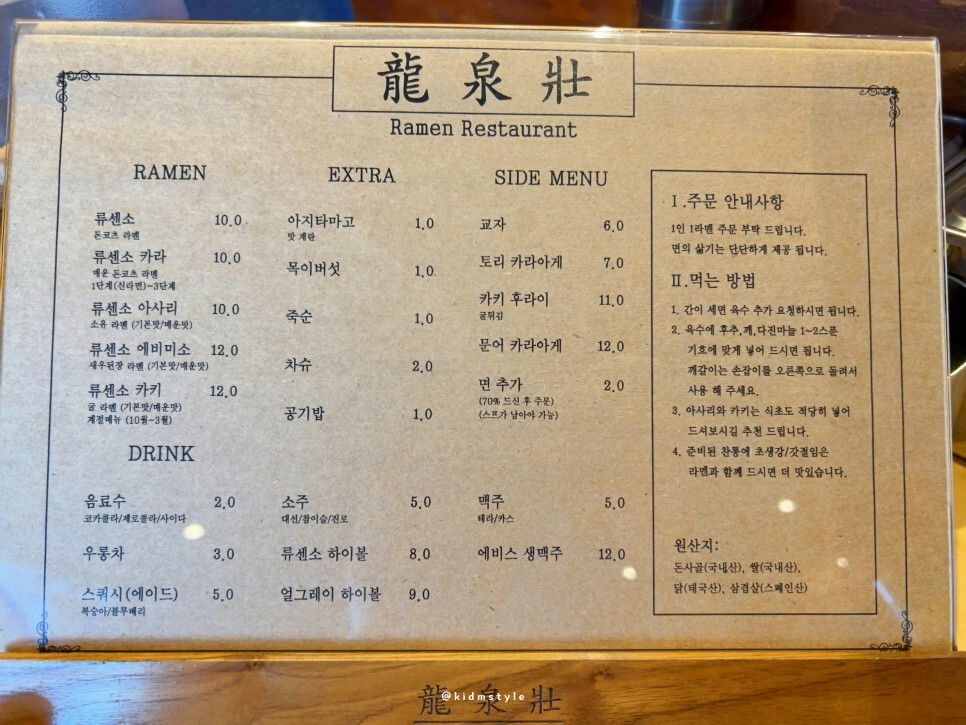 龍泉壯
Ramen Restaurant
RAMEN
류센소 10.0
돈코츠 라멘
류센소 카라 10.0
매운 돈코츠 라멘
1단계(신라면)~3단계
류센소 아사리 10.0
소유 라멘 (기본맛/매운맛)
류센소 에비미소 12.0
새우된장 라멘 (기본맛/매운맛)
류센소 카키 12.0
굴 라멘 (기본맛/매운맛)
계절메뉴 (10월~3월)
EXTRA
아지타마고 1.0
맛 계란
목이버섯 1.0
죽순 1.0
차슈 2.0
공기밥 1.0
SIDE MENU
교자 6.0
토리 카라아게 7.0
카키 후라이 11.0
굴튀김
문어 카라아게 12.0
면 추가 2.0
(70% 드신 후 주문)
(스프가 남아야 가능)
DRINK
음료수 2.0
코카콜라/제로콜라/사이다
우롱차 3.0
스쿼시(에이드) 5.0
복숭아/블루베리
소주 5.0
대선/참이슬/진로
류센소 하이볼 8.0
얼그레이 하이볼 9.0
맥주 5.0
테라/카스
에비스 생맥주 12.0
Ⅰ.주문 안내사항
1인 1라멘 주문 부탁 드립니다.
면의 삶기는 단단하게 제공 됩니다.
Ⅱ.먹는 방법
1. 간이 세면 육수 추가 요청하시면 됩니다.
2. 육수에 후추,깨,다진마늘 1~2스푼
기호에 맞게 넣어 드시면 됩니다.
깨갈이는 손잡이를 오른쪽으로 돌려서
사용 해 주세요.
3. 아사리와 카키는 식초도 적당히 넣어
드셔보시길 추천 드립니다.
4. 준비된 찬통에 초생강/갓절임은
라멘과 함께 드시면 더 맛있습니다.
원산지:
돈사골(국내산), 쌀(국내산),
닭(태국산), 삼겹살(스페인산)
龍泉壯
@kidmstyle